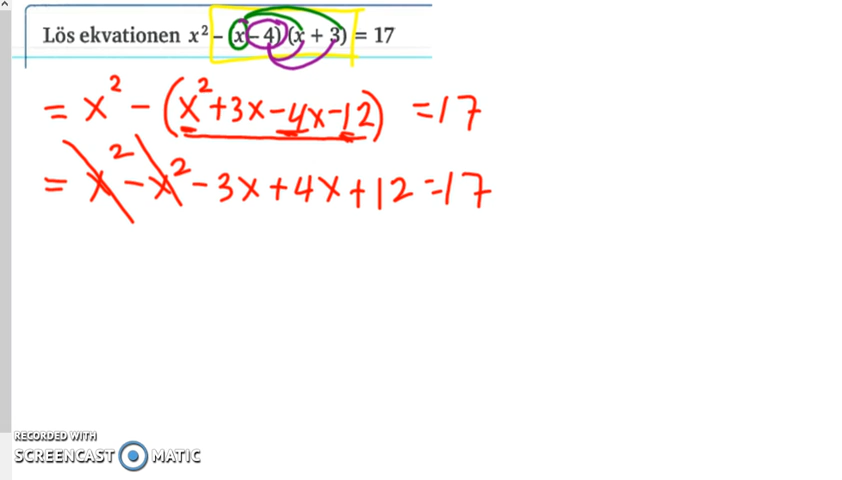 Lös ekvationen x² – (x – 4)(x + 3) = 17
= x² – (x² + 3x – 4x – 12) = 17
= x² – x² – 3x + 4x + 12 = 17
RECORDED WITH
SCREENCAST MATIC